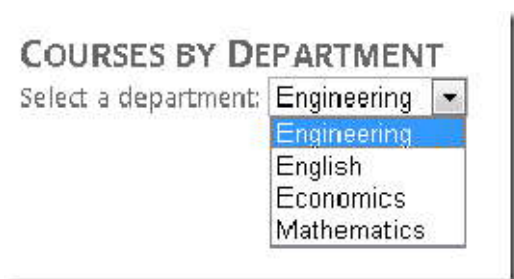 COURSES BY DEPARTMENT
Select a department: Engineering
Engineering
English
Economics
Mathematics